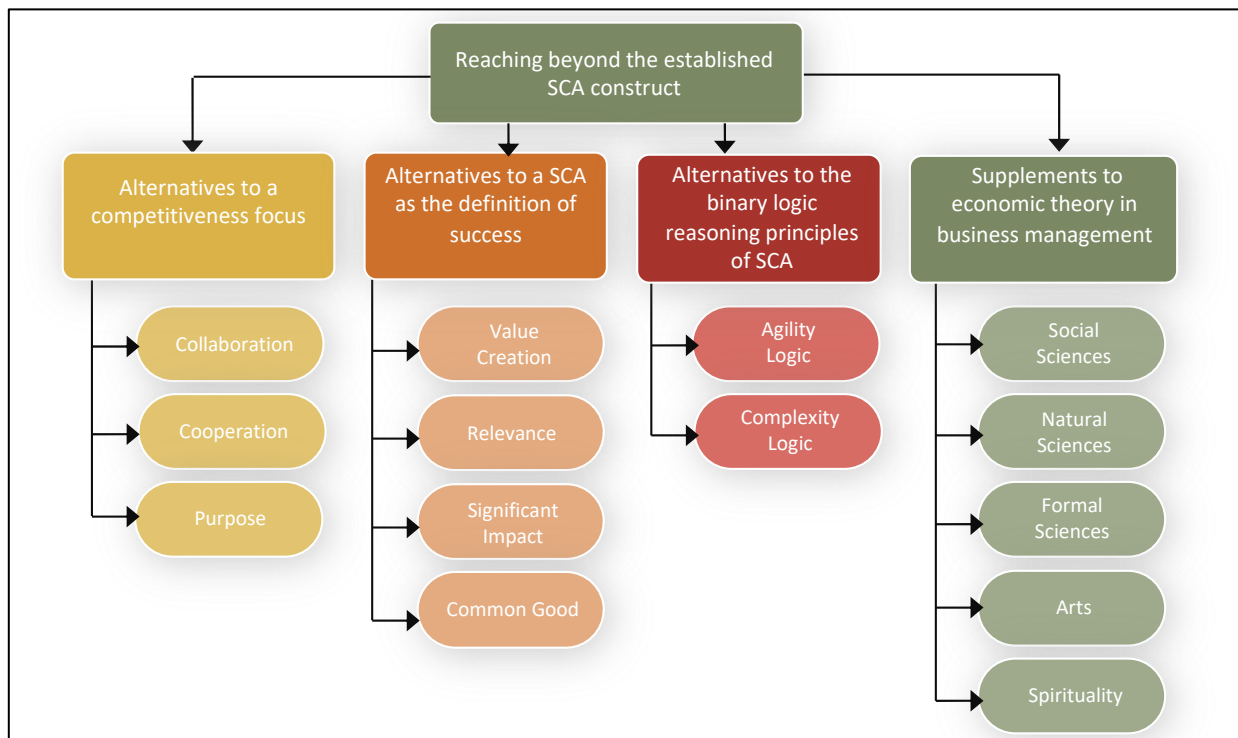 Reaching beyond the established
SCA construct
Alternatives to a
competitiveness focus
Collaboration
Cooperation
Purpose
Alternatives to a SCA
as the definition of
success
Value
Creation
Relevance
Significant
Impact
Common Good
Alternatives to the
binary logic
reasoning principles
of SCA
Agility
Logic
Complexity
Logic
Supplements to
economic theory in
business management
Social
Sciences
Natural
Sciences
Formal
Sciences
Arts
Spirituality